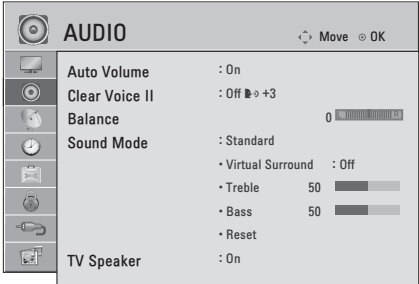 AUDIO
Move ⊙ OK
Auto Volume : On
Clear Voice II : Off +3
Balance 0 L R
Sound Mode : Standard
• Virtual Surround : Off
• Treble 50
• Bass 50
• Reset
TV Speaker : On